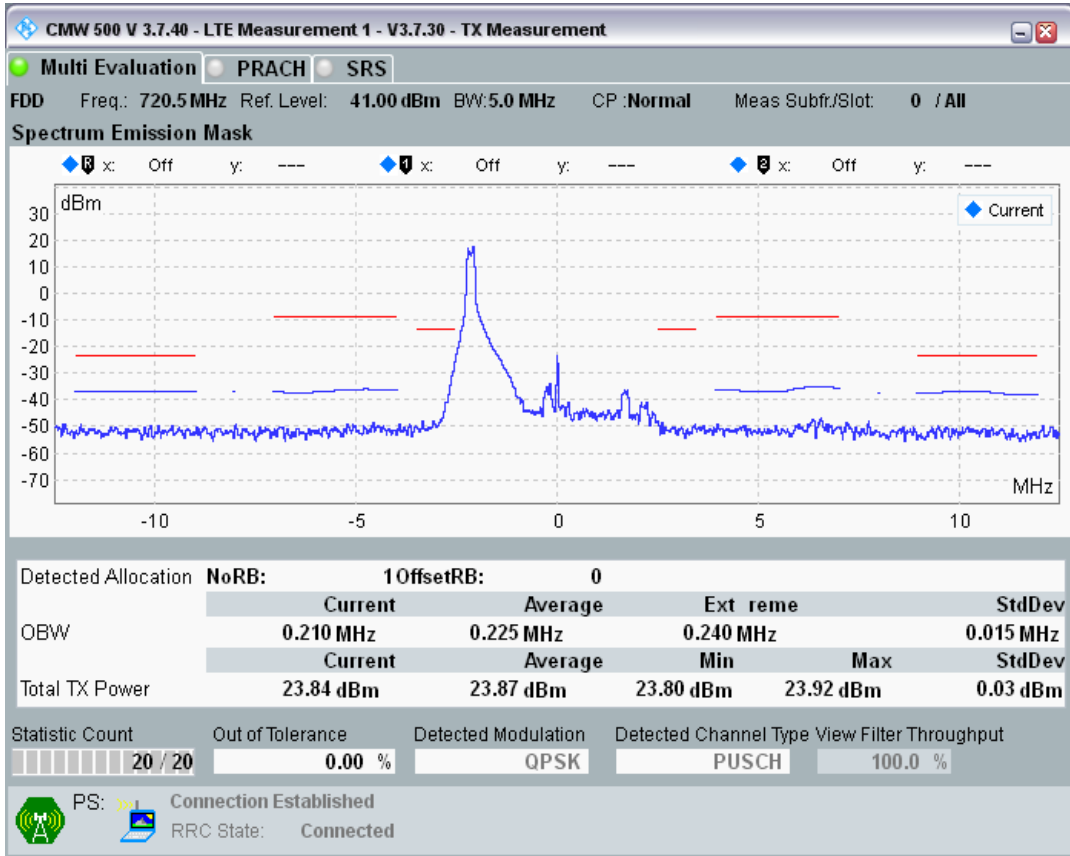 CMW 500 V 3.7.40 - LTE Measurement 1 - V3.7.30 - TX Measurement
Multi Evaluation PRACH SRS
FDD Freq.: 720.5 MHz Ref. Level: 41.00 dBm BW: 5.0 MHz CP : Normal Meas Subfr./Slot: 0 / All
Spectrum Emission Mask
R x: Off y: --- 1 x: Off y: --- 2 x: Off y: ---
dBm
Current
30
20
10
0
-10
-20
-30
-40
-50
-60
-70
MHz
-10 -5 0 5 10
Detected Allocation NoRB: 1 OffsetRB: 0
Current Average Ext reme StdDev
OBW 0.210 MHz 0.225 MHz 0.240 MHz 0.015 MHz
Current Average Min Max StdDev
Total TX Power 23.84 dBm 23.87 dBm 23.80 dBm 23.92 dBm 0.03 dBm
Statistic Count Out of Tolerance Detected Modulation Detected Channel Type View Filter Throughput
20 / 20 0.00 % QPSK PUSCH 100.0 %
PS: Connection Established
RRC State: Connected